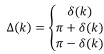 Δ(k) = { δ(k)
π + δ(k)
π − δ(k)